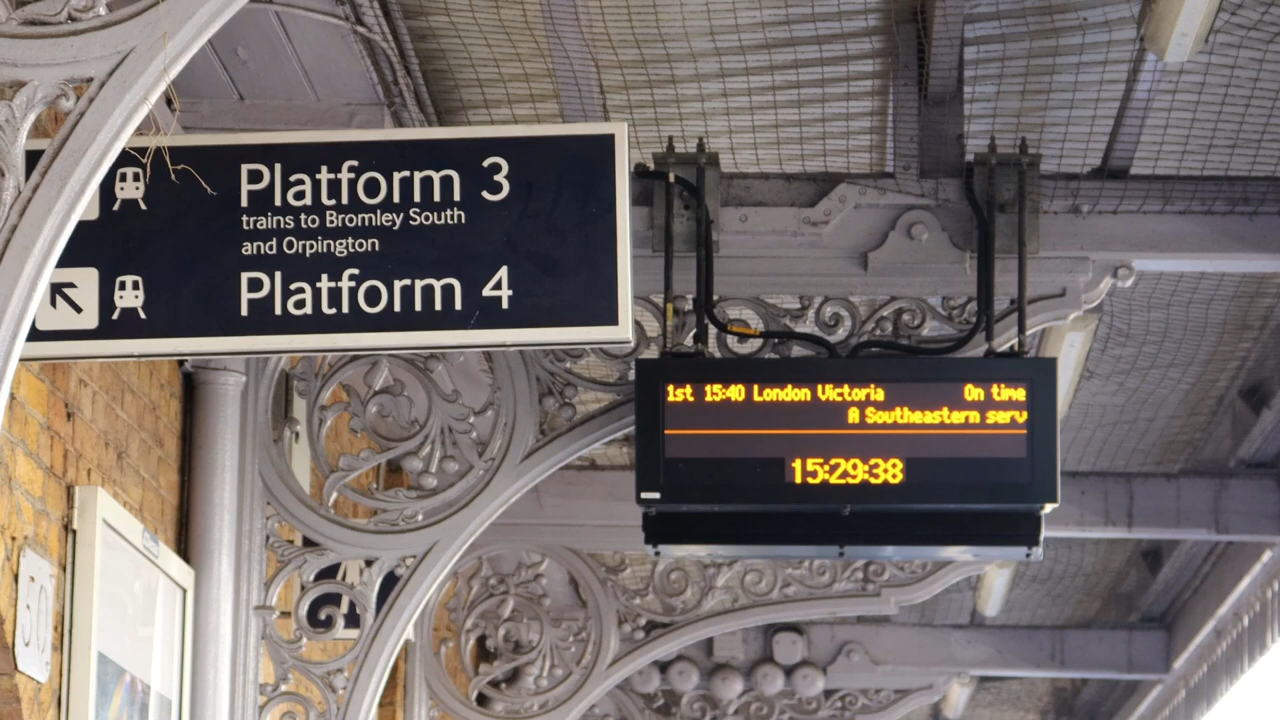 Platform 3
trains to Bromley South
and Orpington
Platform 4
1st 15:40 London Victoria On time
A Southeastern serv
15:29:38
30